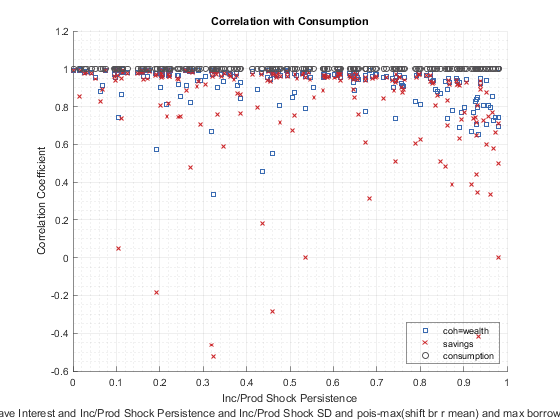 Correlation with Consumption
1.2
1
0.8
0.6
0.4
0.2
0
-0.2
-0.4
-0.6
Correlation Coefficient
coh=wealth
savings
consumption
0 0.1 0.2 0.3 0.4 0.5 0.6 0.7 0.8 0.9 1
Inc/Prod Shock Persistence
ave Interest and Inc/Prod Shock Persistence and Inc/Prod Shock SD and pois-max(shift br r mean) and max borrow